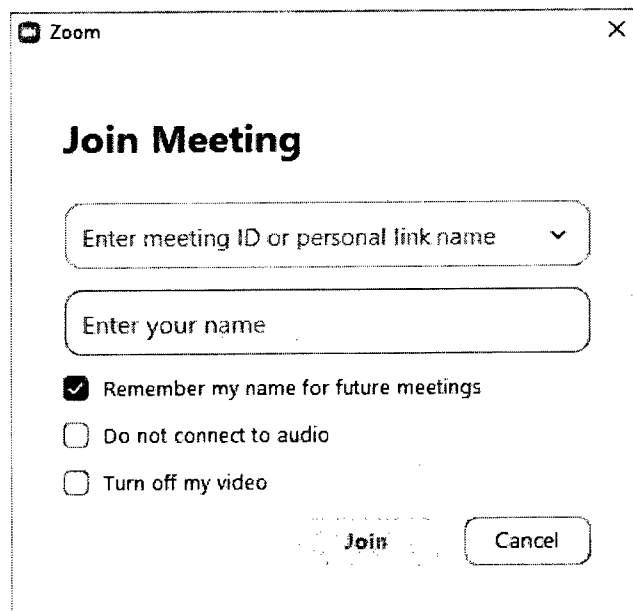 Zoom
Join Meeting
Enter meeting ID or personal link name
Enter your name
Remember my name for future meetings
Do not connect to audio
Turn off my video
Join
Cancel